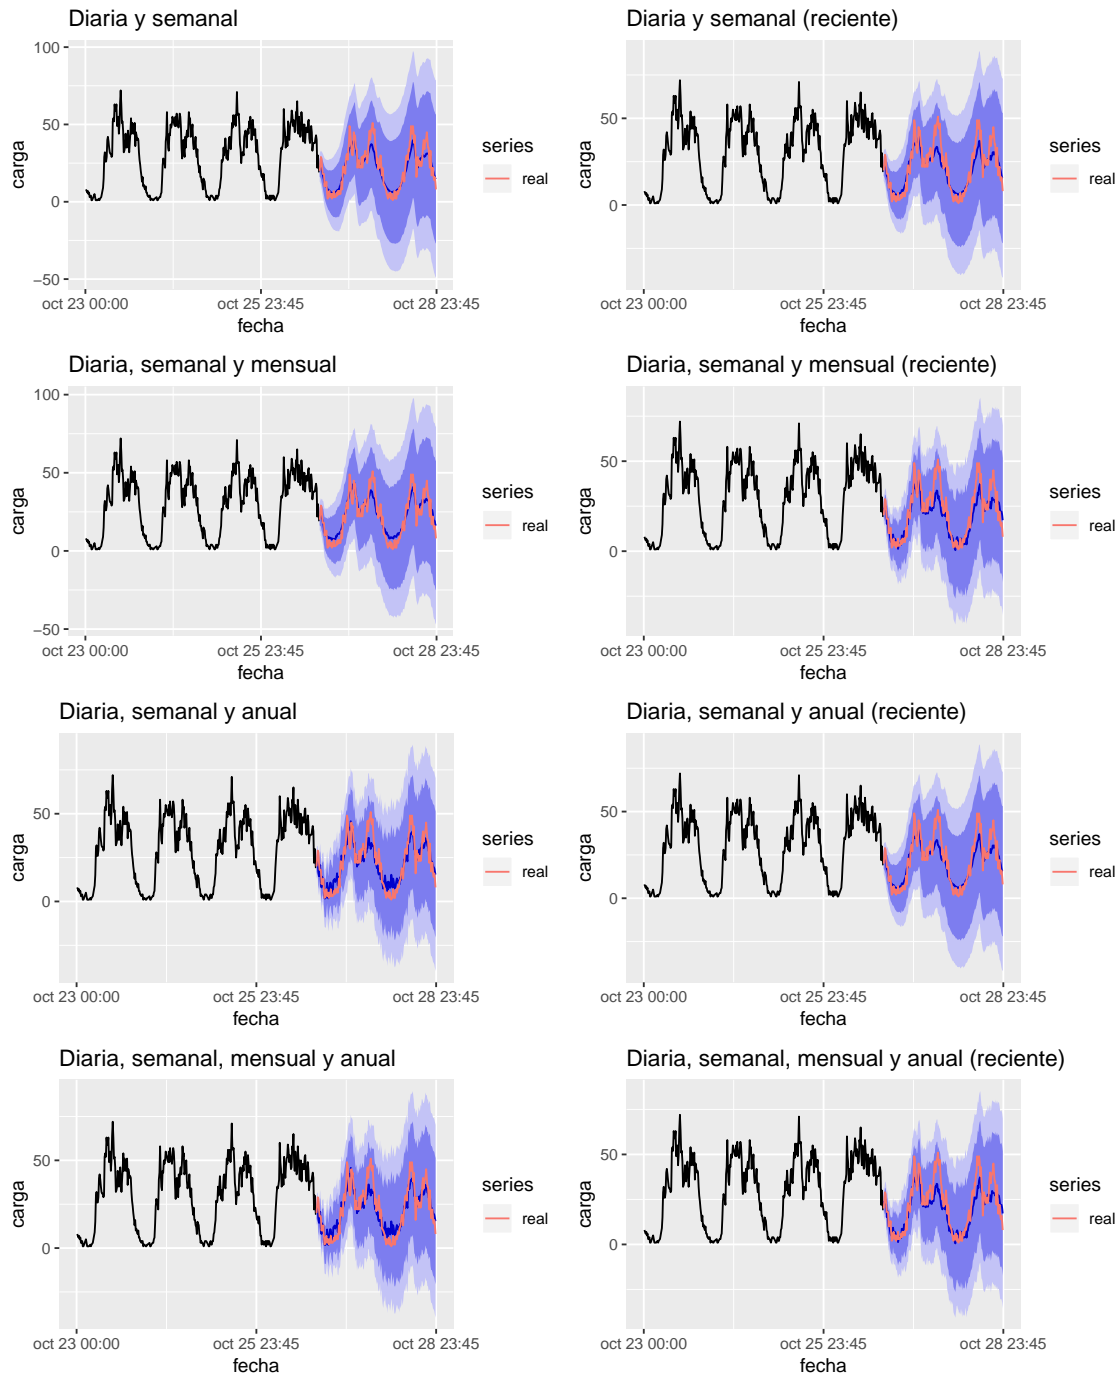 Diaria y semanal
100
50
0
−50
carga
oct 23 00:00
oct 25 23:45
oct 28 23:45
fecha
series
real
Diaria y semanal (reciente)
50
0
carga
oct 23 00:00
oct 25 23:45
oct 28 23:45
fecha
series
real
Diaria, semanal y mensual
100
50
0
−50
carga
oct 23 00:00
oct 25 23:45
oct 28 23:45
fecha
series
real
Diaria, semanal y mensual (reciente)
50
0
carga
oct 23 00:00
oct 25 23:45
oct 28 23:45
fecha
series
real
Diaria, semanal y anual
50
0
carga
oct 23 00:00
oct 25 23:45
oct 28 23:45
fecha
series
real
Diaria, semanal y anual (reciente)
50
0
carga
oct 23 00:00
oct 25 23:45
oct 28 23:45
fecha
series
real
Diaria, semanal, mensual y anual
50
0
carga
oct 23 00:00
oct 25 23:45
oct 28 23:45
fecha
series
real
Diaria, semanal, mensual y anual (reciente)
50
0
carga
oct 23 00:00
oct 25 23:45
oct 28 23:45
fecha
series
real